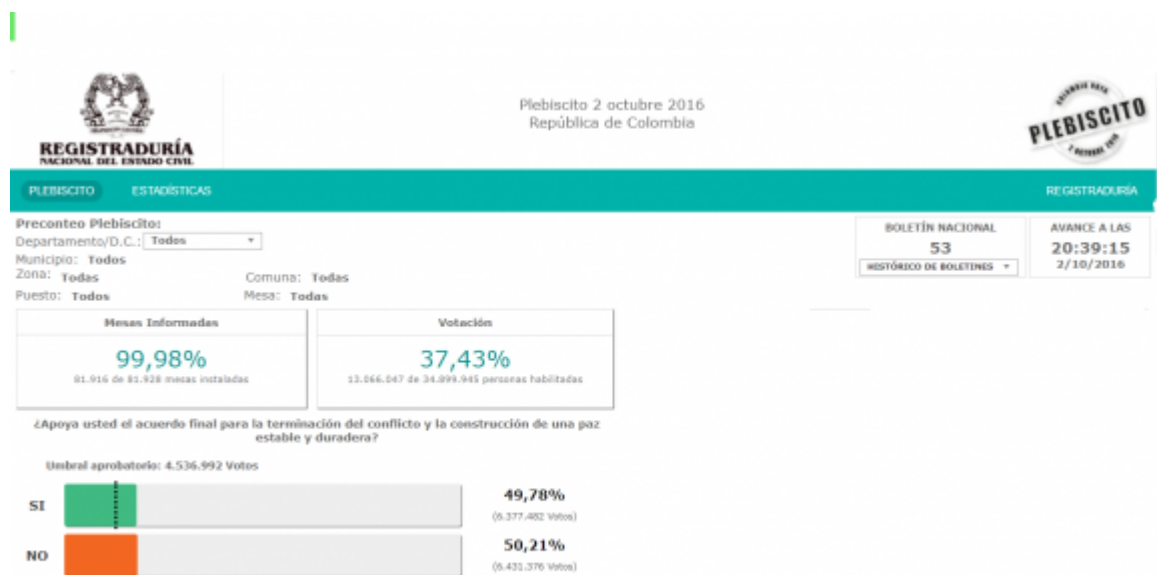 Plebiscito 2 octubre 2016
República de Colombia
REGISTRADURÍA
NACIONAL DEL ESTADO CIVIL
COLOMBIA VOTA
PLEBISCITO
2 OCTUBRE 2016
PLEBISCITO ESTADÍSTICAS REGISTRADURÍA
Preconteo Plebiscito:
Departamento/D.C.: Todos
Municipio: Todos
Zona: Todas Comuna: Todas
Puesto: Todos Mesa: Todas
BOLETÍN NACIONAL
53
HISTÓRICO DE BOLETINES
AVANCE A LAS
20:39:15
2/10/2016
Mesas Informadas
99,98%
81.916 de 81.928 mesas instaladas
Votación
37,43%
13.066.047 de 34.899.945 personas habilitadas
¿Apoya usted el acuerdo final para la terminación del conflicto y la construcción de una paz
estable y duradera?
Umbral aprobatorio: 4.536.992 Votos
SI 49,78%
(6.377.482 Votos)
NO 50,21%
(6.431.376 Votos)